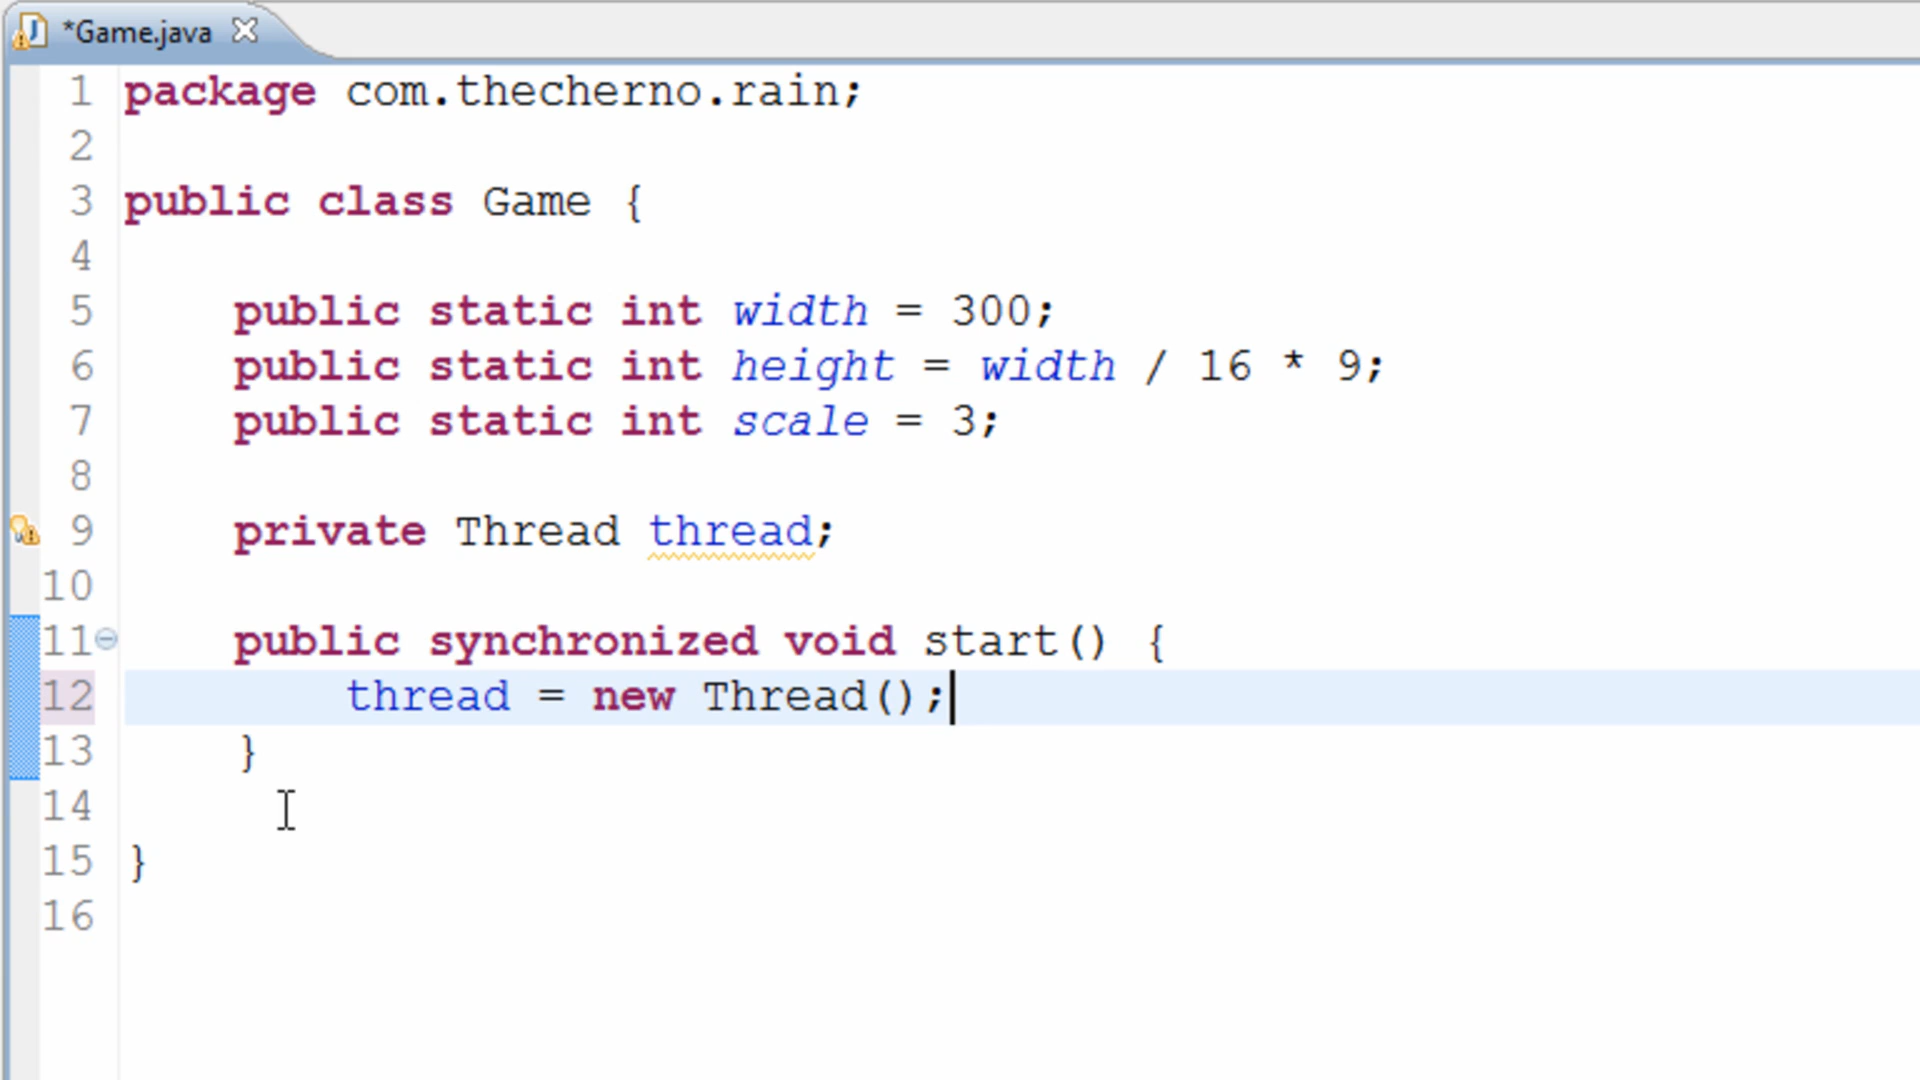 *Game.java
1 package com.thecherno.rain;
2
3 public class Game {
4
5 public static int width = 300;
6 public static int height = width / 16 * 9;
7 public static int scale = 3;
8
9 private Thread thread;
10
11 public synchronized void start() {
12 thread = new Thread();
13 }
14
15 }
16